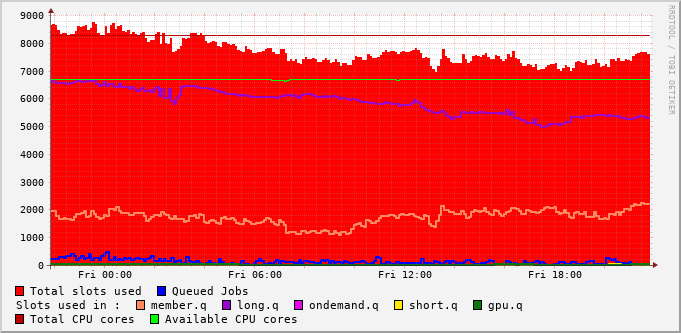 RRDTOOL / TOBI OETIKER
9000
8000
7000
6000
5000
4000
3000
2000
1000
0
Fri 00:00 Fri 06:00 Fri 12:00 Fri 18:00
Total slots used Queued Jobs
Slots used in : member.q long.q ondemand.q short.q gpu.q
Total CPU cores Available CPU cores